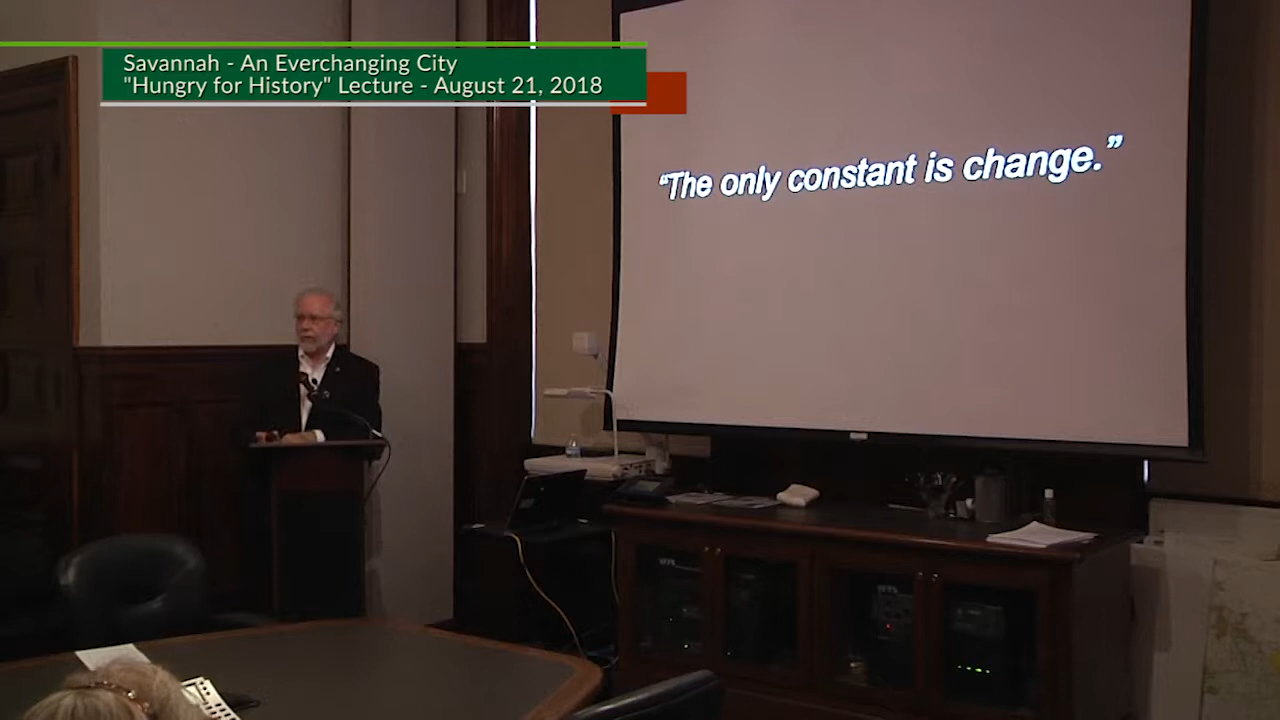 Savannah - An Everchanging City
"Hungry for History" Lecture - August 21, 2018
“The only constant is change.”